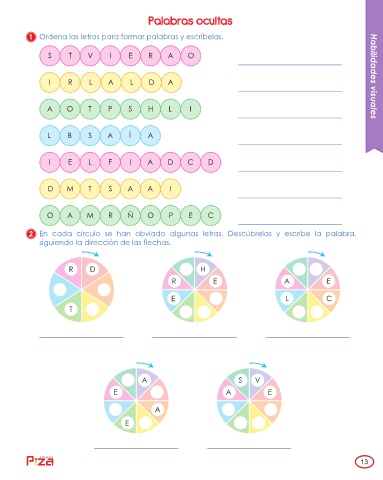 Palabras ocultas
1 Ordena las letras para formar palabras y escríbelas.
S T V I E R A O
I R L A L D A
A O T P S H L I
L B S A Í A
I E L F I A D C D
D M T S A A I
O A M R Ñ O P E C
2 En cada círculo se han obviado algunas letras. Descúbrelas y escribe la palabra,
siguiendo la dirección de las flechas.
R D
T
H
R E
E
A E
L C
A
E
A
E
S V
A E
Habilidades visuales
Piza
13